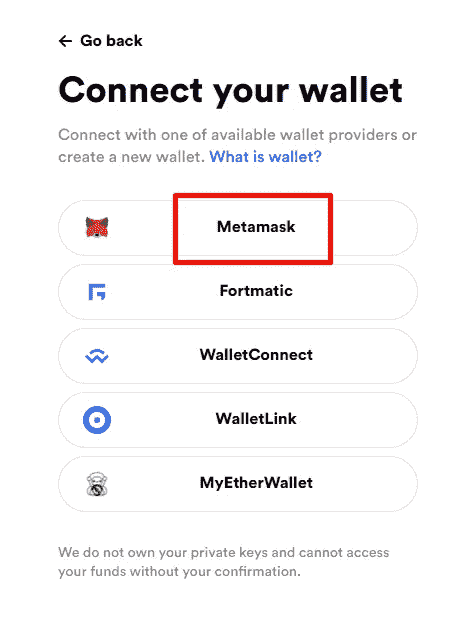 ← Go back
Connect your wallet
Connect with one of available wallet providers or
create a new wallet. What is wallet?
Metamask
Fortmatic
WalletConnect
WalletLink
MyEtherWallet
We do not own your private keys and cannot access
your funds without your confirmation.